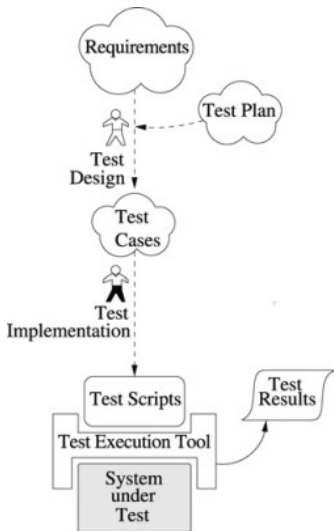 Requirements
Test Plan
Test
Design
Test
Cases
Test
Implementation
Test Scripts
Test
Results
Test Execution Tool
System
under
Test